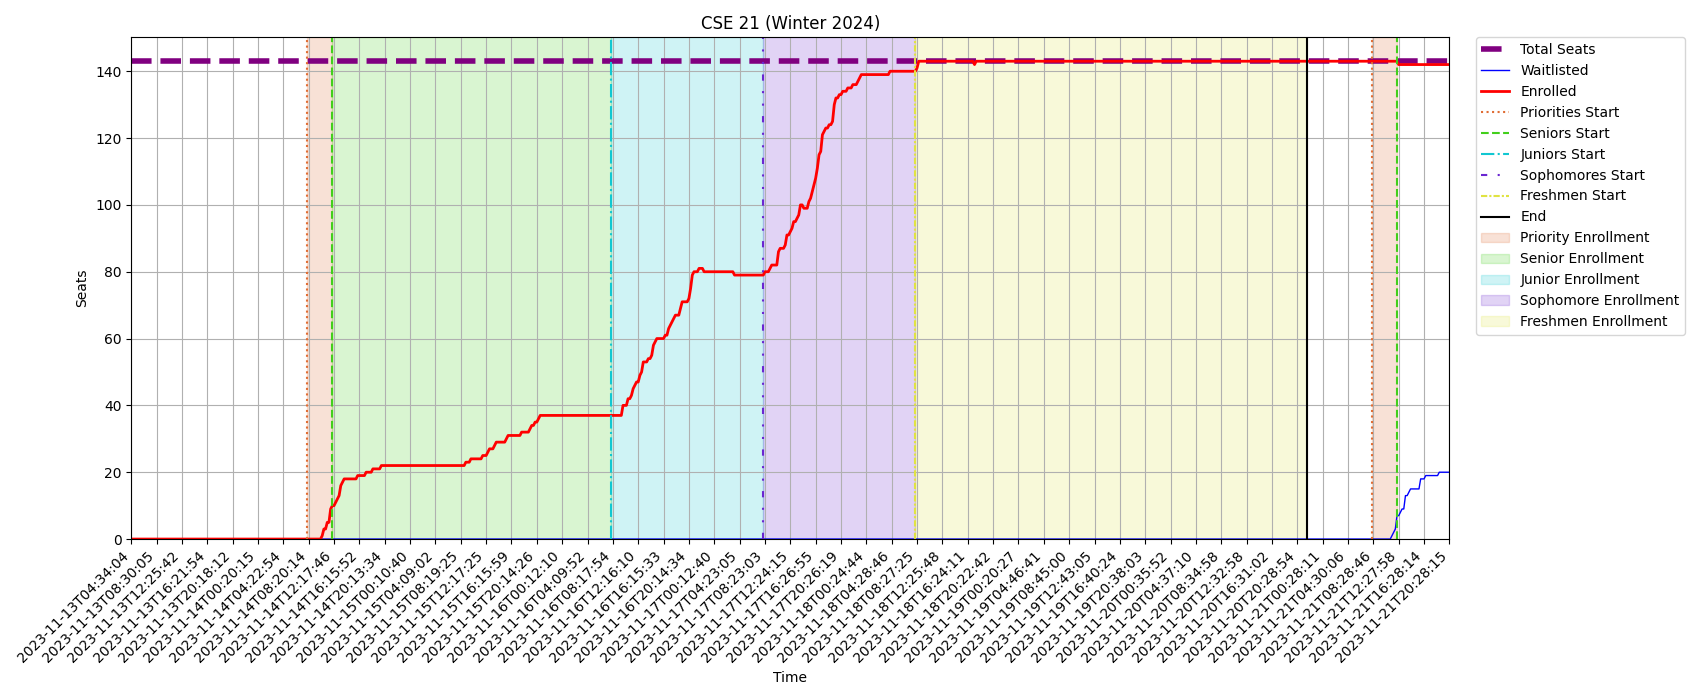 CSE 21 (Winter 2024)
Total Seats
Waitlisted
Enrolled
Priorities Start
Seniors Start
Juniors Start
Sophomores Start
Freshmen Start
End
Priority Enrollment
Senior Enrollment
Junior Enrollment
Sophomore Enrollment
Freshmen Enrollment
Seats
140
120
100
80
60
40
20
0
2023-11-13T04:34:04
2023-11-13T08:30:05
2023-11-13T12:25:42
2023-11-13T16:21:54
2023-11-13T20:18:12
2023-11-14T00:20:15
2023-11-14T04:22:54
2023-11-14T08:20:14
2023-11-14T12:17:46
2023-11-14T16:15:52
2023-11-14T20:13:34
2023-11-15T00:10:40
2023-11-15T04:09:02
2023-11-15T08:19:25
2023-11-15T12:17:25
2023-11-15T16:15:59
2023-11-15T20:14:26
2023-11-16T00:12:10
2023-11-16T04:09:52
2023-11-16T08:17:54
2023-11-16T12:16:10
2023-11-16T16:15:33
2023-11-16T20:14:34
2023-11-17T00:12:40
2023-11-17T04:23:05
2023-11-17T08:23:03
2023-11-17T12:24:15
2023-11-17T16:26:55
2023-11-17T20:26:19
2023-11-18T00:24:44
2023-11-18T04:28:46
2023-11-18T08:27:25
2023-11-18T12:25:48
2023-11-18T16:24:11
2023-11-18T20:22:42
2023-11-19T00:20:27
2023-11-19T04:46:41
2023-11-19T08:45:00
2023-11-19T12:43:05
2023-11-19T16:40:24
2023-11-19T20:38:03
2023-11-20T00:35:52
2023-11-20T04:37:10
2023-11-20T08:34:58
2023-11-20T12:32:58
2023-11-20T16:31:02
2023-11-20T20:28:54
2023-11-21T00:28:11
2023-11-21T04:30:06
2023-11-21T08:28:46
2023-11-21T12:27:58
2023-11-21T16:28:14
2023-11-21T20:28:15
Time